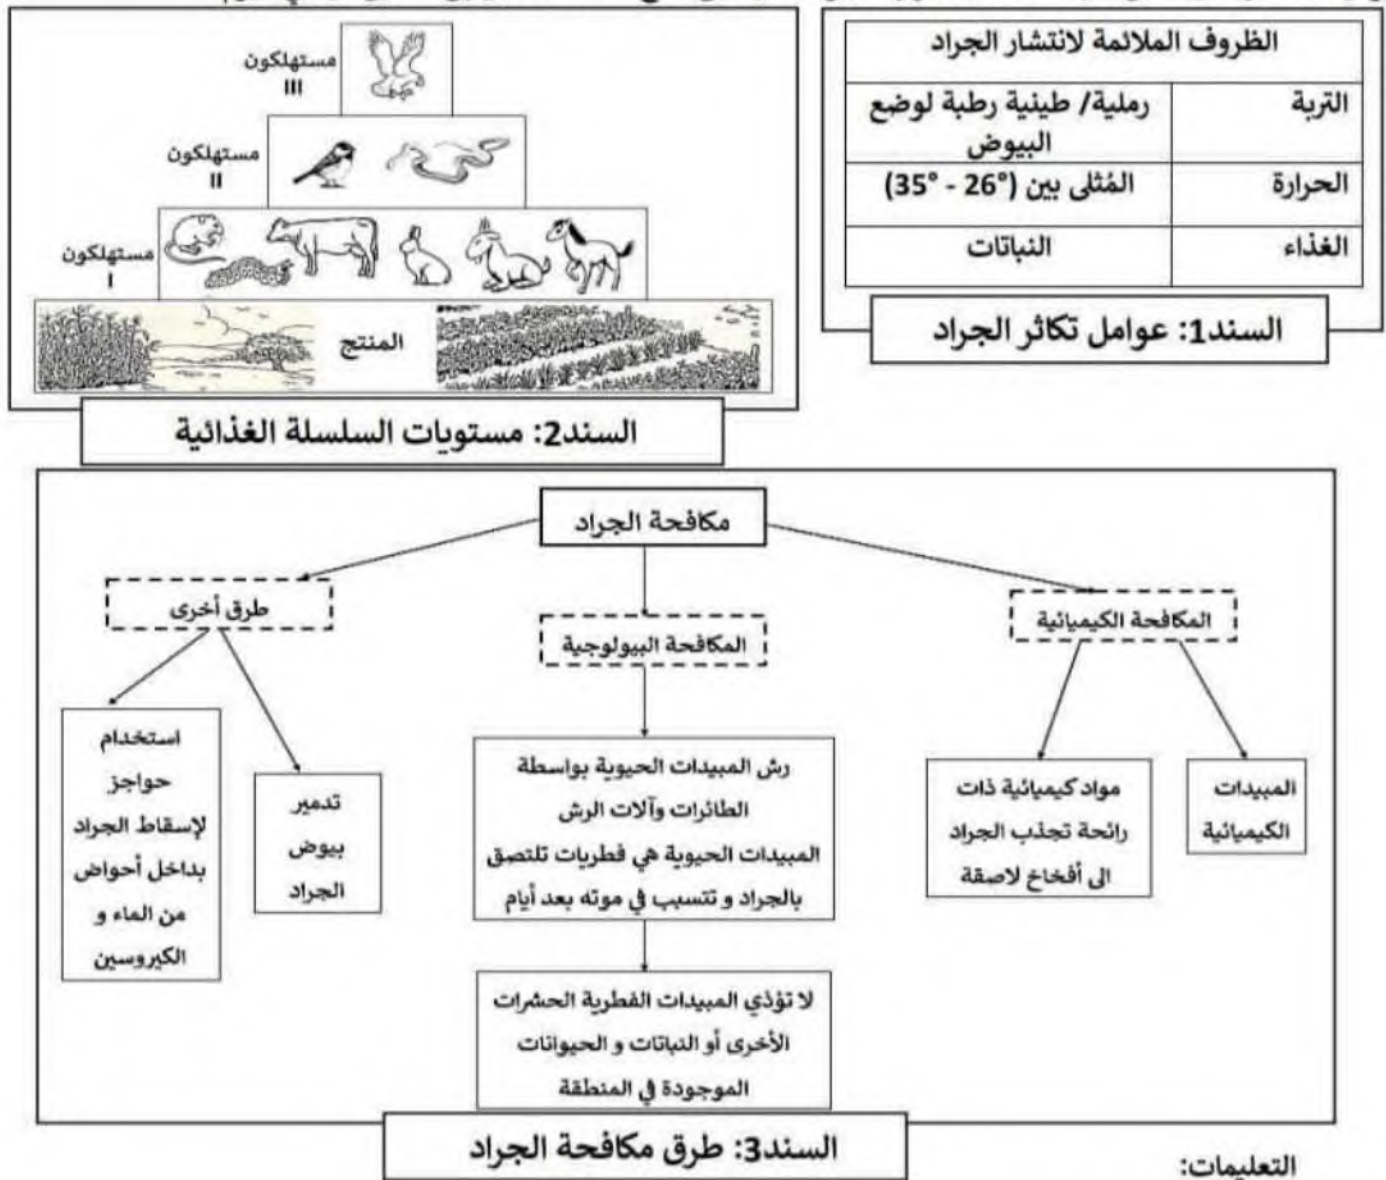 الظروف الملائمة لانتشار الجراد
التربة
رملية/ طينية رطبة لوضع
البيوض
الحرارة
المُثلى بين (26° - 35°)
الغذاء
النباتات
السند1: عوامل تكاثر الجراد
مستهلكون
III
مستهلكون
II
مستهلكون
I
المنتج
السند2: مستويات السلسلة الغذائية
مكافحة الجراد
المكافحة الكيميائية
المكافحة البيولوجية
طرق أخرى
المبيدات
الكيميائية
مواد كيميائية ذات
رائحة تجذب الجراد
الى أفخاخ لاصقة
رش المبيدات الحيوية بواسطة
الطائرات وآلات الرش
المبيدات الحيوية هي فطريات تلتصق
بالجراد و تتسبب في موته بعد أيام
لا تؤذي المبيدات الفطرية الحشرات
الأخرى أو النباتات و الحيوانات
الموجودة في المنطقة
تدمير
بيوض
الجراد
استخدام
حواجز
لإسقاط الجراد
بداخل أحواض
من الماء و
الكيروسين
السند3: طرق مكافحة الجراد
التعليمات: